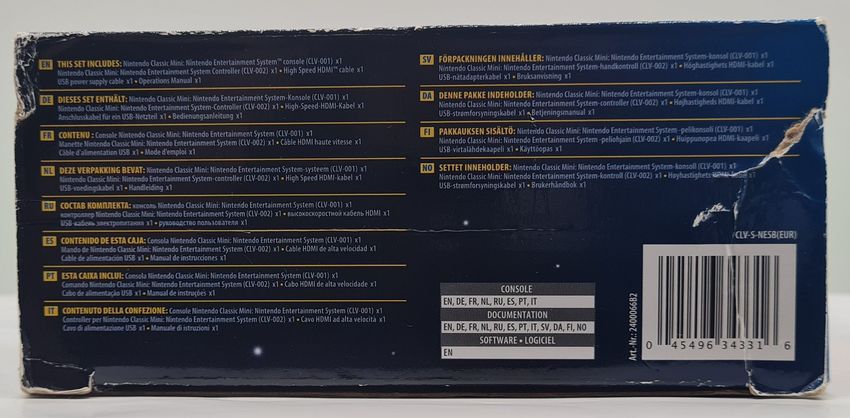 EN THIS SET INCLUDES: Nintendo Classic Mini: Nintendo Entertainment System™ console (CLV-001) x1
Nintendo Classic Mini: Nintendo Entertainment System Controller (CLV-002) x1 • High Speed HDMI™ cable x1
USB power supply cable x1 • Operations Manual x1
DE DIESES SET ENTHÄLT: Nintendo Classic Mini: Nintendo Entertainment System-Konsole (CLV-001) x1
Nintendo Classic Mini: Nintendo Entertainment System-Controller (CLV-002) x1 • High-Speed-HDMI-Kabel x1
Anschlusskabel für ein USB-Netzteil x1 • Bedienungsanleitung x1
FR CONTENU : Console Nintendo Classic Mini: Nintendo Entertainment System (CLV-001) x1
Manette Nintendo Classic Mini: Nintendo Entertainment System (CLV-002) x1 • Câble HDMI haute vitesse x1
Câble d'alimentation USB x1 • Mode d'emploi x1
NL DEZE VERPAKKING BEVAT: Nintendo Classic Mini: Nintendo Entertainment System-systeem (CLV-001) x1
Nintendo Classic Mini: Nintendo Entertainment System-controller (CLV-002) x1 • High Speed HDMI-kabel x1
USB-voedingskabel x1 • Handleiding x1
RU СОСТАВ КОМПЛЕКТА: консоль Nintendo Classic Mini: Nintendo Entertainment System (CLV-001) x1
контроллер Nintendo Classic Mini: Nintendo Entertainment System (CLV-002) x1 • высокоскоростной кабель HDMI x1
USB-кабель электропитания x1 • руководство пользователя x1
ES CONTENIDO DE ESTA CAJA: Consola Nintendo Classic Mini: Nintendo Entertainment System (CLV-001) x1
Mando de Nintendo Classic Mini: Nintendo Entertainment System (CLV-002) x1 • Cable HDMI de alta velocidad x1
Cable de alimentación USB x1 • Manual de instrucciones x1
PT ESTA CAIXA INCLUI: Consola Nintendo Classic Mini: Nintendo Entertainment System (CLV-001) x1
Comando Nintendo Classic Mini: Nintendo Entertainment System (CLV-002) x1 • Cabo HDMI de alta velocidade x1
Cabo de alimentação USB x1 • Manual de instruções x1
IT CONTENUTO DELLA CONFEZIONE: Console Nintendo Classic Mini: Nintendo Entertainment System (CLV-001) x1
Controller per Nintendo Classic Mini: Nintendo Entertainment System (CLV-002) x1 • Cavo HDMI ad alta velocità x1
Cavo di alimentazione USB x1 • Manuale di istruzioni x1
SV FÖRPACKNINGEN INNEHÅLLER: Nintendo Classic Mini: Nintendo Entertainment System-konsol (CLV-001) x1
Nintendo Classic Mini: Nintendo Entertainment System-handkontroll (CLV-002) x1 • Höghastighets HDMI-kabel x1
USB-nätadapterkabel x1 • Bruksanvisning x1
DA DENNE PAKKE INDEHOLDER: Nintendo Classic Mini: Nintendo Entertainment System-konsol (CLV-001) x1
Nintendo Classic Mini: Nintendo Entertainment System-controller (CLV-002) x1 • Højhastigheds HDMI-kabel x1
USB-strømforsyningskabel x1 • Betjeningsmanual x1
FI PAKKAUKSEN SISÄLTÖ: Nintendo Classic Mini: Nintendo Entertainment System -pelikonsoli (CLV-001) x1
Nintendo Classic Mini: Nintendo Entertainment System -peliohjain (CLV-002) x1 • Huippunopea HDMI-kaapeli x1
USB-virtalähdekaapeli x1 • Käyttöopas x1
NO SETTET INNEHOLDER: Nintendo Classic Mini: Nintendo Entertainment System-konsoll (CLV-001) x1
Nintendo Classic Mini: Nintendo Entertainment System-kontroll (CLV-002) x1 • Høyhastighets HDMI-kabel x1
USB-strømforsyningskabel x1 • Brukerhåndbok x1
CLV-S-NESB(EUR)
CONSOLE
EN, DE, FR, NL, RU, ES, PT, IT
DOCUMENTATION
EN, DE, FR, NL, RU, ES, PT, IT, SV, DA, FI, NO
SOFTWARE • LOGICIEL
EN
Art.-Nr.: 2400066B2
0 45496 34331 6